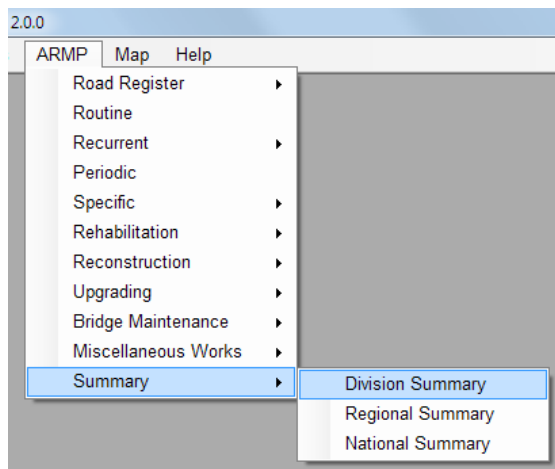 2.0.0
ARMP Map Help
Road Register
Routine
Recurrent
Periodic
Specific
Rehabilitation
Reconstruction
Upgrading
Bridge Maintenance
Miscellaneous Works
Summary
Division Summary
Regional Summary
National Summary